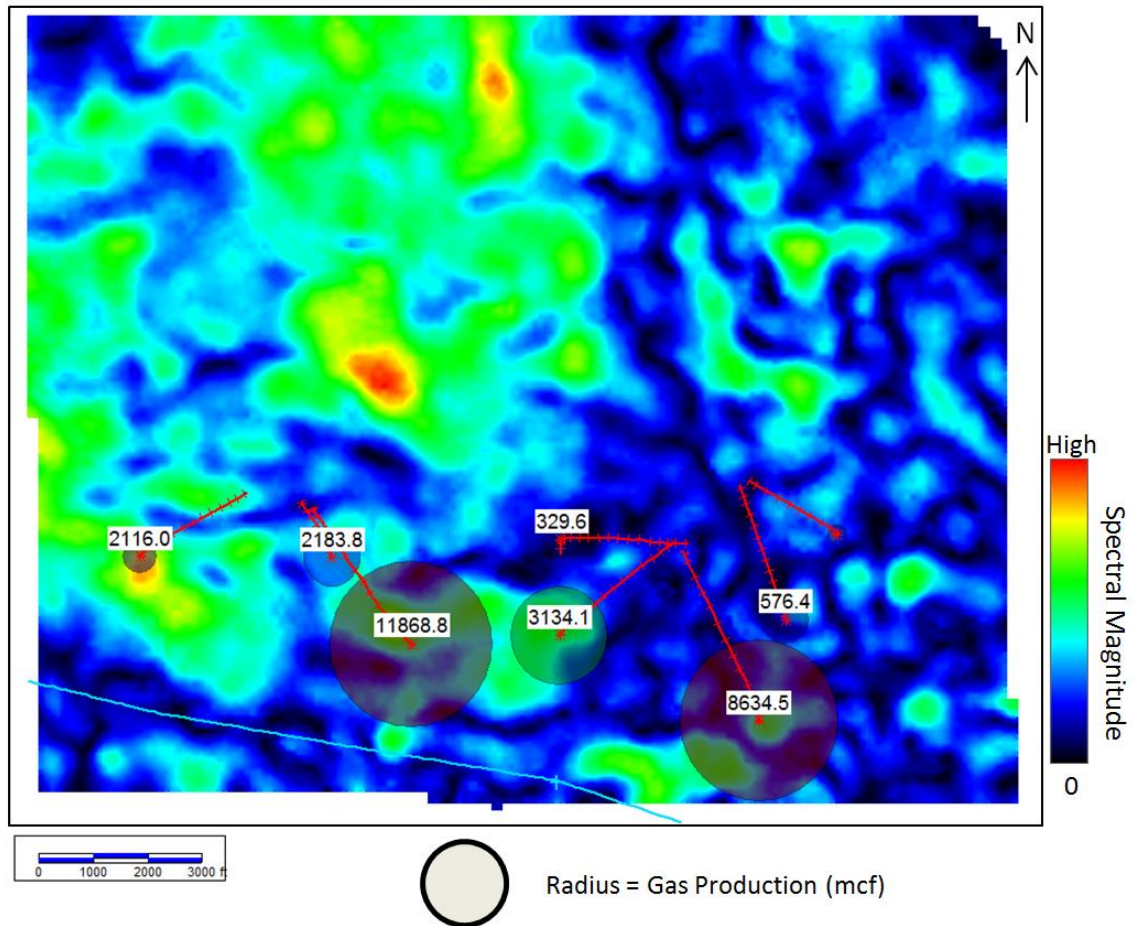 N
High
Spectral Magnitude
0
329.6
2116.0
2183.8
576.4
3134.1
11868.8
8634.5
0 1000 2000 3000 ft
Radius = Gas Production (mcf)